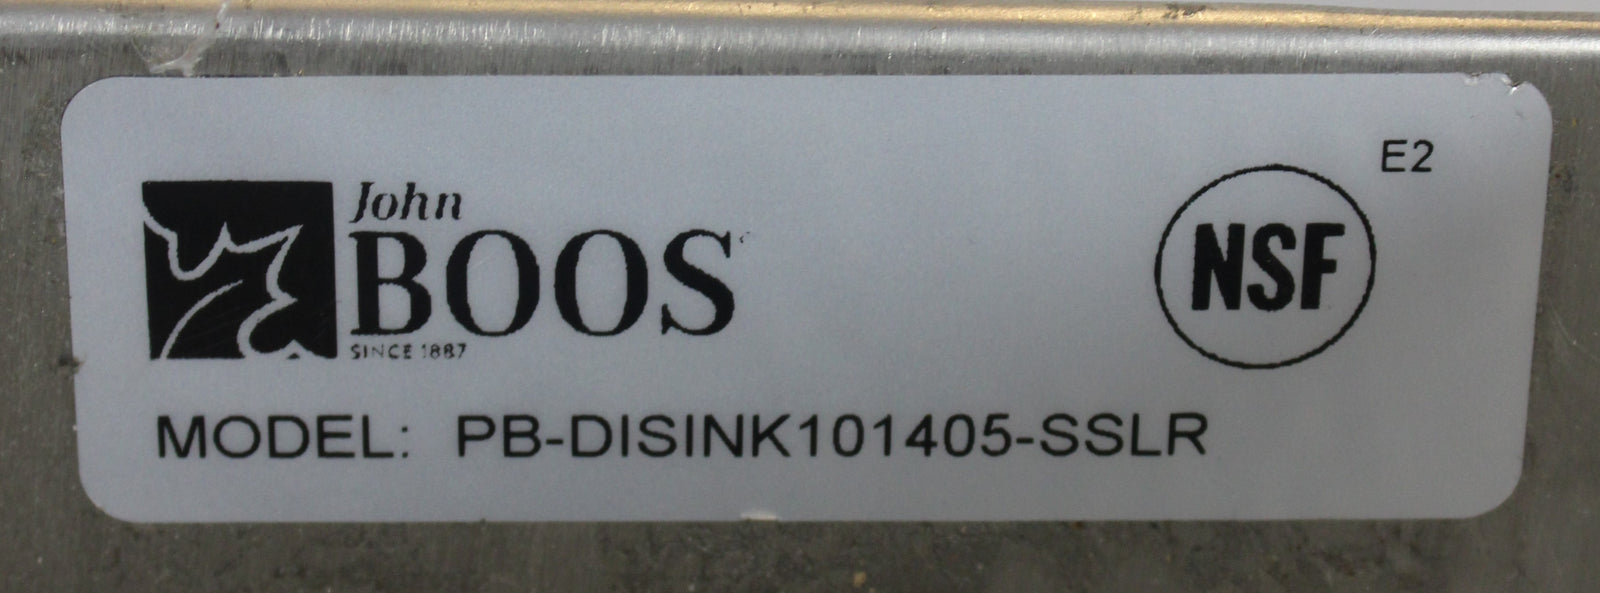 E2
John
BOOS
SINCE 1887
NSF
MODEL: PB-DISINK101405-SSLR